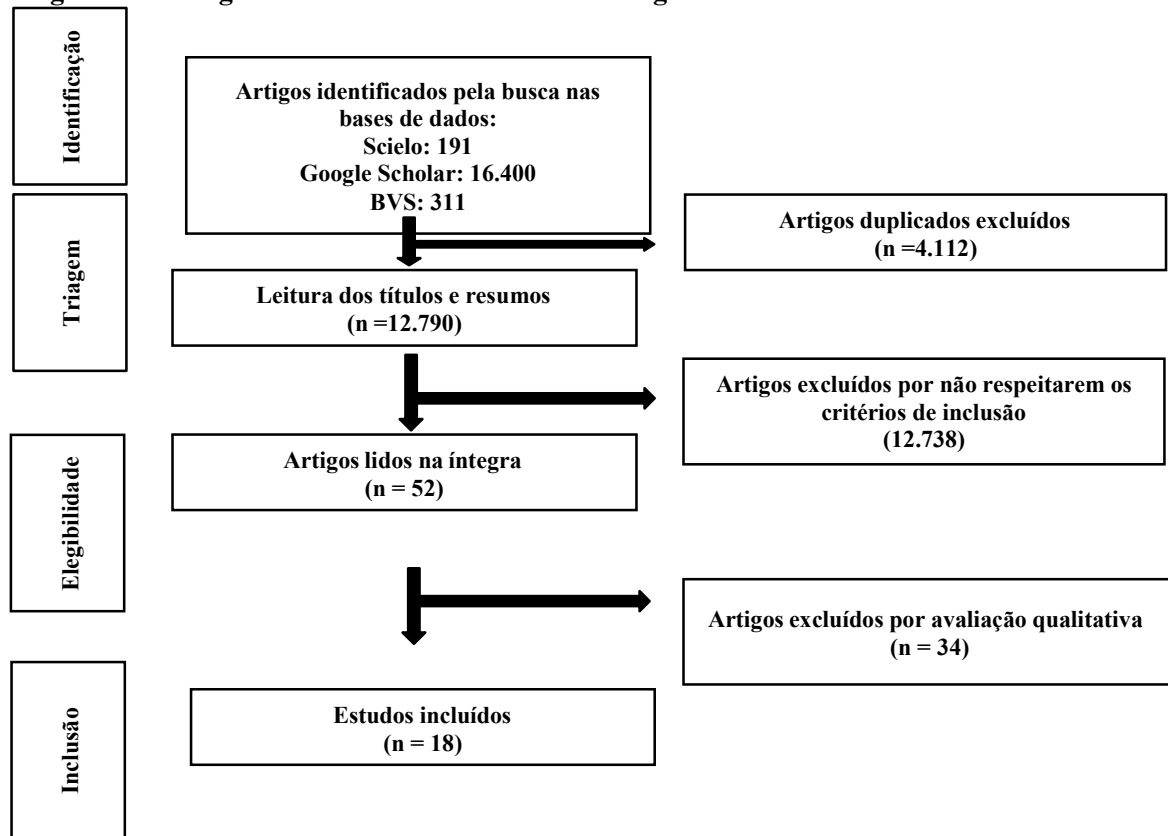 Identificação
Artigos identificados pela busca nas
bases de dados:
Scielo: 191
Google Scholar: 16.400
BVS: 311
Artigos duplicados excluídos
(n =4.112)
Triagem
Leitura dos títulos e resumos
(n =12.790)
Artigos excluídos por não respeitarem os
critérios de inclusão
(12.738)
Elegibilidade
Artigos lidos na íntegra
(n = 52)
Artigos excluídos por avaliação qualitativa
(n = 34)
Inclusão
Estudos incluídos
(n = 18)